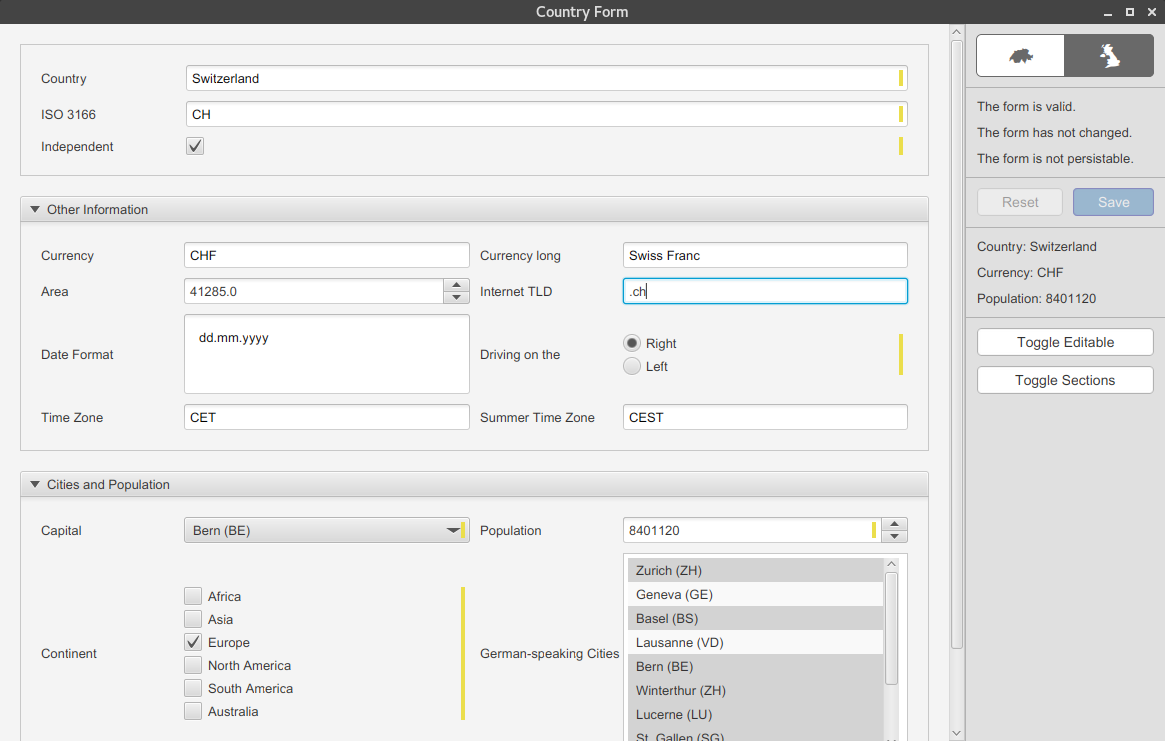 Country Form
Country Switzerland
ISO 3166 CH
Independent
Other Information
Currency CHF Currency long Swiss Franc
Area 41285.0 Internet TLD .ch
Date Format dd.mm.yyyy Driving on the Right
Left
Time Zone CET Summer Time Zone CEST
Cities and Population
Capital Bern (BE) Population 8401120
Continent
Africa
Asia
Europe
North America
South America
Australia
German-speaking Cities
Zurich (ZH)
Geneva (GE)
Basel (BS)
Lausanne (VD)
Bern (BE)
Winterthur (ZH)
Lucerne (LU)
St. Gallen (SG)
The form is valid.
The form has not changed.
The form is not persistable.
Reset Save
Country: Switzerland
Currency: CHF
Population: 8401120
Toggle Editable
Toggle Sections